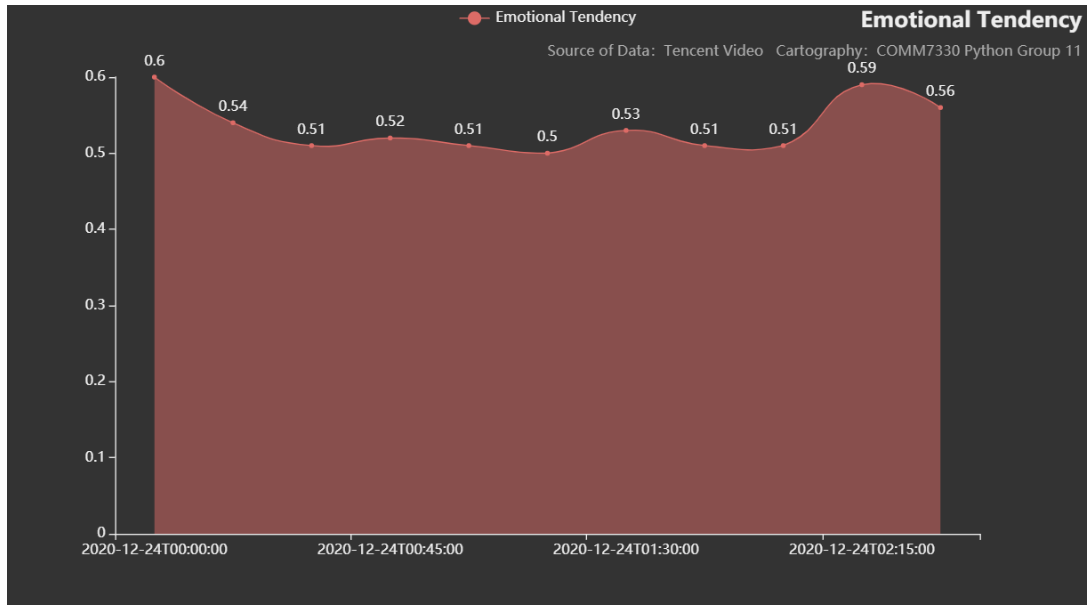 Emotional Tendency
Emotional Tendency
Source of Data: Tencent Video Cartography: COMM7330 Python Group 11
0.6
0.54
0.51
0.52
0.51
0.5
0.53
0.51
0.51
0.59
0.56
0.6
0.5
0.4
0.3
0.2
0.1
0
2020-12-24T00:00:00
2020-12-24T00:45:00
2020-12-24T01:30:00
2020-12-24T02:15:00